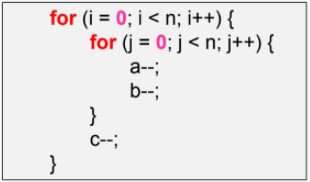 for (i = 0; i < n; i++) {
for (j = 0; j < n; j++) {
a--;
b--;
}
c--;
}